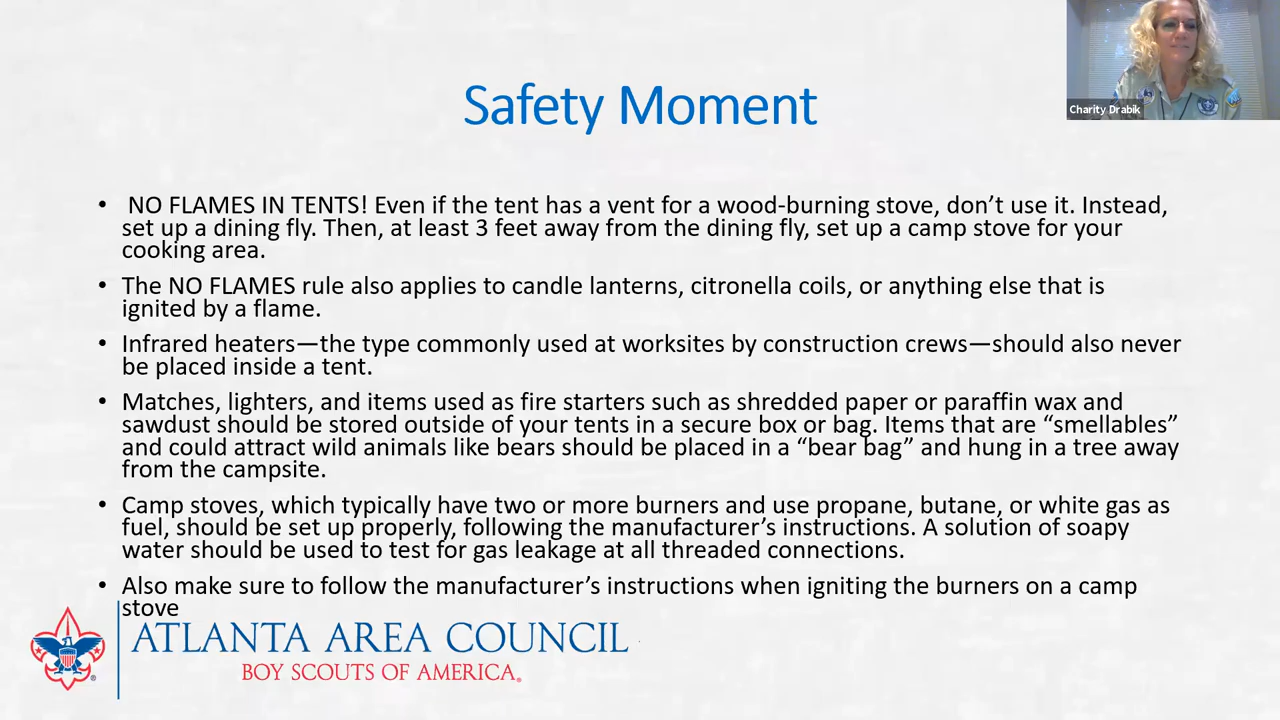 Charity Drabik
Safety Moment
• NO FLAMES IN TENTS! Even if the tent has a vent for a wood-burning stove, don’t use it. Instead,
set up a dining fly. Then, at least 3 feet away from the dining fly, set up a camp stove for your
cooking area.
• The NO FLAMES rule also applies to candle lanterns, citronella coils, or anything else that is
ignited by a flame.
• Infrared heaters—the type commonly used at worksites by construction crews—should also never
be placed inside a tent.
• Matches, lighters, and items used as fire starters such as shredded paper or paraffin wax and
sawdust should be stored outside of your tents in a secure box or bag. Items that are “smellables”
and could attract wild animals like bears should be placed in a “bear bag” and hung in a tree away
from the campsite.
• Camp stoves, which typically have two or more burners and use propane, butane, or white gas as
fuel, should be set up properly, following the manufacturer’s instructions. A solution of soapy
water should be used to test for gas leakage at all threaded connections.
• Also make sure to follow the manufacturer’s instructions when igniting the burners on a camp
stove
ATLANTA AREA COUNCIL
BOY SCOUTS OF AMERICA®